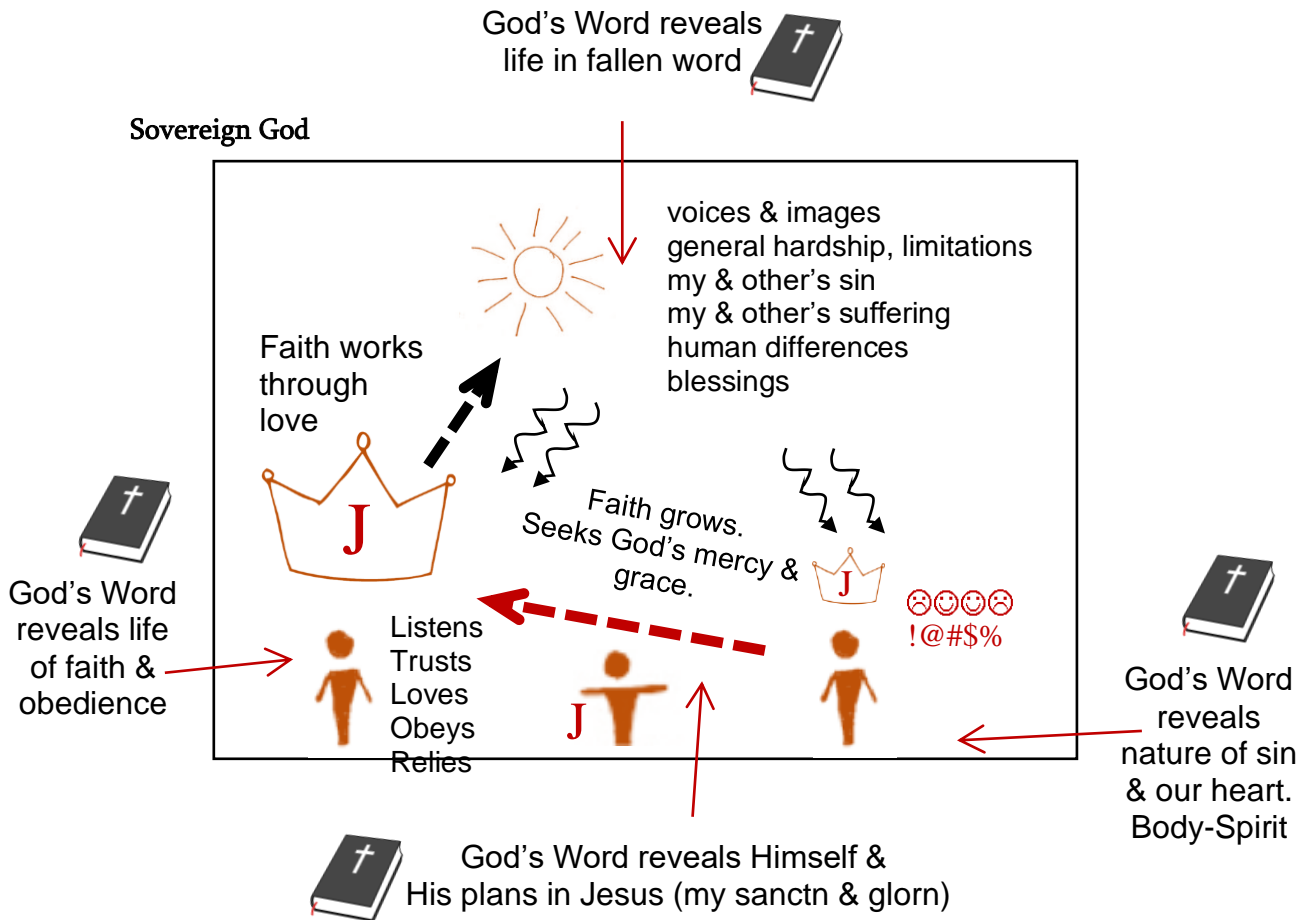 God’s Word reveals
life in fallen word
Sovereign God
voices & images
general hardship, limitations
my & other’s sin
my & other’s suffering
human differences
blessings
Faith works
through
love
J
Faith grows.
Seeks God’s mercy &
grace.
J
!@#$%
God’s Word
reveals life
of faith &
obedience
Listens
Trusts
Loves
Obeys
Relies
J
God’s Word
reveals
nature of sin
& our heart.
Body-Spirit
God’s Word reveals Himself &
His plans in Jesus (my sanctn & glorn)